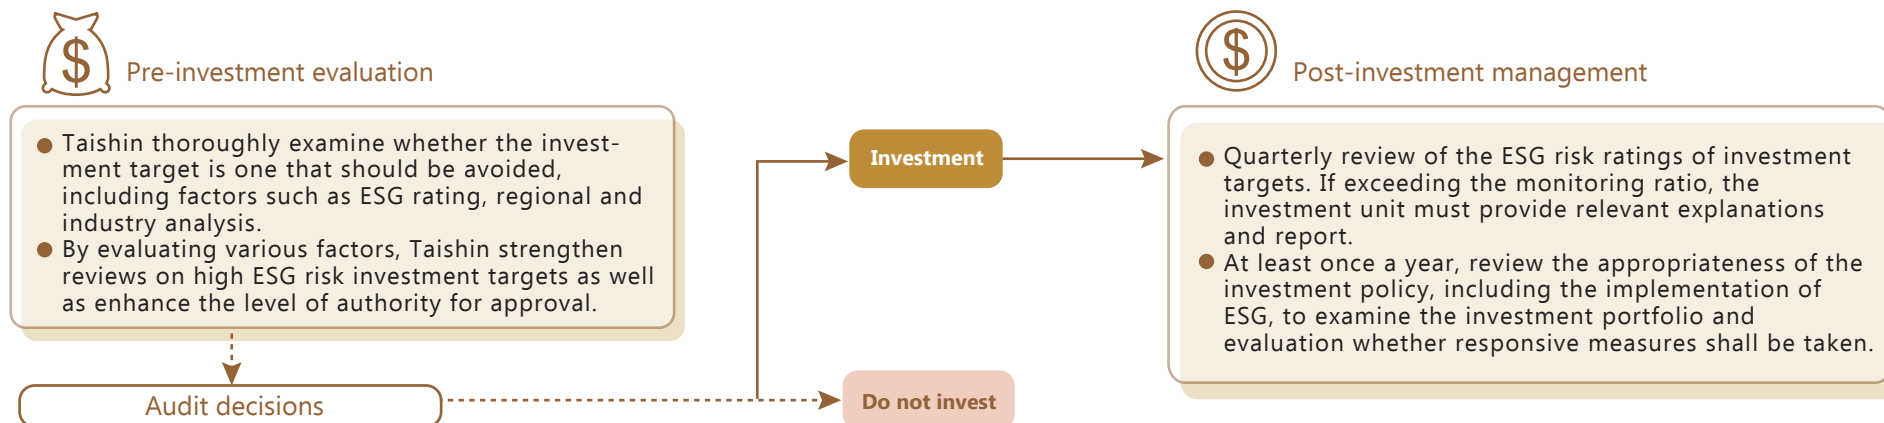 $
Pre-investment evaluation
Taishin thoroughly examine whether the invest-
ment target is one that should be avoided,
including factors such as ESG rating, regional and
industry analysis.
By evaluating various factors, Taishin strengthen
reviews on high ESG risk investment targets as well
as enhance the level of authority for approval.
Audit decisions
Investment
Do not invest
$
Post-investment management
Quarterly review of the ESG risk ratings of investment
targets. If exceeding the monitoring ratio, the
investment unit must provide relevant explanations
and report.
At least once a year, review the appropriateness of the
investment policy, including the implementation of
ESG, to examine the investment portfolio and
evaluation whether responsive measures shall be taken.